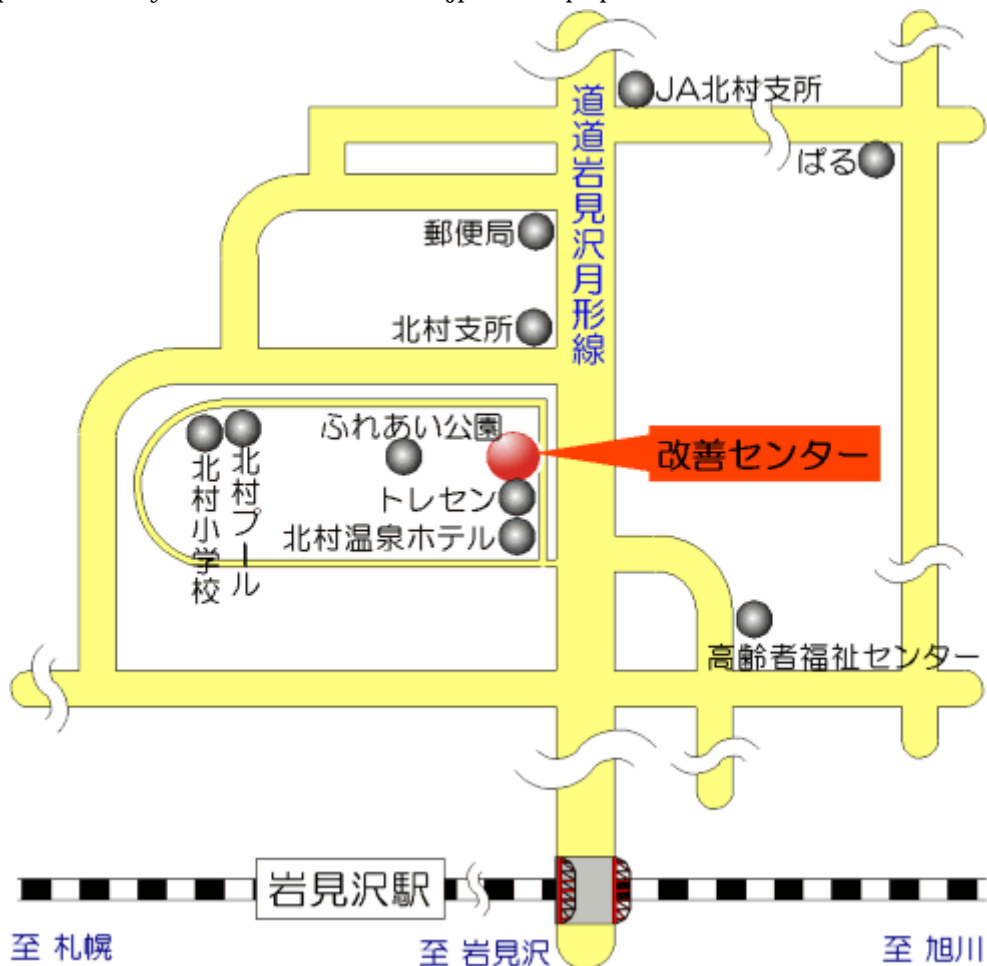 JA北村支所
道道岩見沢月形線
ぱる
郵便局
北村支所
ふれあい公園
改善センター
北村小学校
北村プール
トレセン
北村温泉ホテル
高齢者福祉センター
岩見沢駅
至 札幌
至 岩見沢
至 旭川